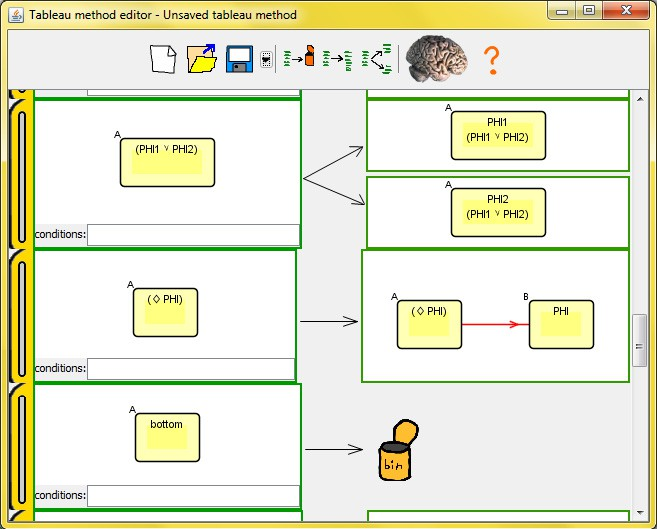 Tableau method editor - Unsaved tableau method
?
A
(PHI1 ∨ PHI2)
conditions:
A
PHI1
(PHI1 ∨ PHI2)
A
PHI2
(PHI1 ∨ PHI2)
A
(◊ PHI)
conditions:
A
(◊ PHI)
B
PHI
A
bottom
conditions:
bin